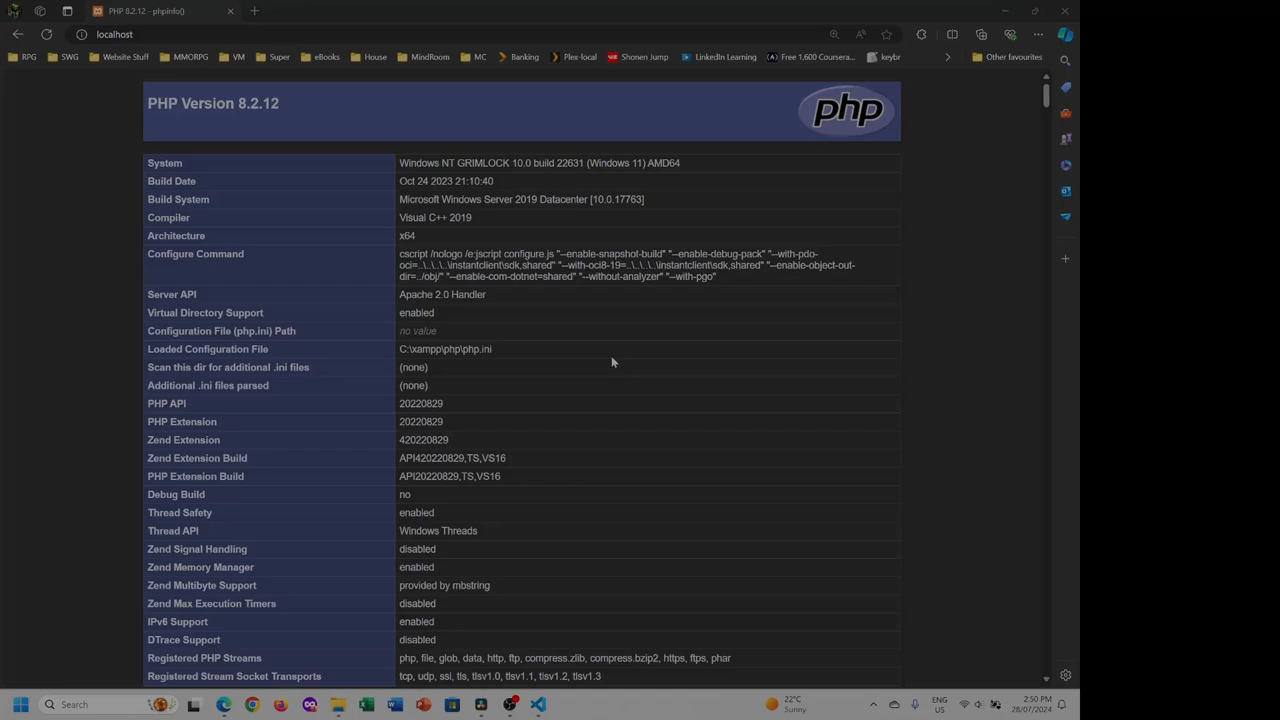 PHP 8.2.12 - phpinfo()
localhost
RPG SWG Website Stuff MMORPG VM Super eBooks House MindRoom MC Banking Plex-local Shonen Jump LinkedIn Learning Free 1,600 Coursera... keybr Other favourites
PHP Version 8.2.12
php
System Windows NT GRIMLOCK 10.0 build 22631 (Windows 11) AMD64
Build Date Oct 24 2023 21:10:40
Build System Microsoft Windows Server 2019 Datacenter [10.0.17763]
Compiler Visual C++ 2019
Architecture x64
Configure Command cscript /nologo /e:jscript configure.js "--enable-snapshot-build" "--enable-debug-pack" "--with-pdo-
oci=..\..\..\..\instantclient\sdk,shared" "--with-oci8-19=..\..\..\..\instantclient\sdk,shared" "--enable-object-out-
dir=../obj/" "--enable-com-dotnet=shared" "--without-analyzer" "--with-pgo"
Server API Apache 2.0 Handler
Virtual Directory Support enabled
Configuration File (php.ini) Path no value
Loaded Configuration File C:\xampp\php\php.ini
Scan this dir for additional .ini files (none)
Additional .ini files parsed (none)
PHP API 20220829
PHP Extension 20220829
Zend Extension 420220829
Zend Extension Build API420220829,TS,VS16
PHP Extension Build API20220829,TS,VS16
Debug Build no
Thread Safety enabled
Thread API Windows Threads
Zend Signal Handling disabled
Zend Memory Manager enabled
Zend Multibyte Support provided by mbstring
Zend Max Execution Timers disabled
IPv6 Support enabled
DTrace Support disabled
Registered PHP Streams php, file, glob, data, http, ftp, compress.zlib, compress.bzip2, https, ftps, phar
Registered Stream Socket Transports tcp, udp, ssl, tls, tlsv1.0, tlsv1.1, tlsv1.2, tlsv1.3
Search
22°C
Sunny
ENG
US
2:50 PM
28/07/2024